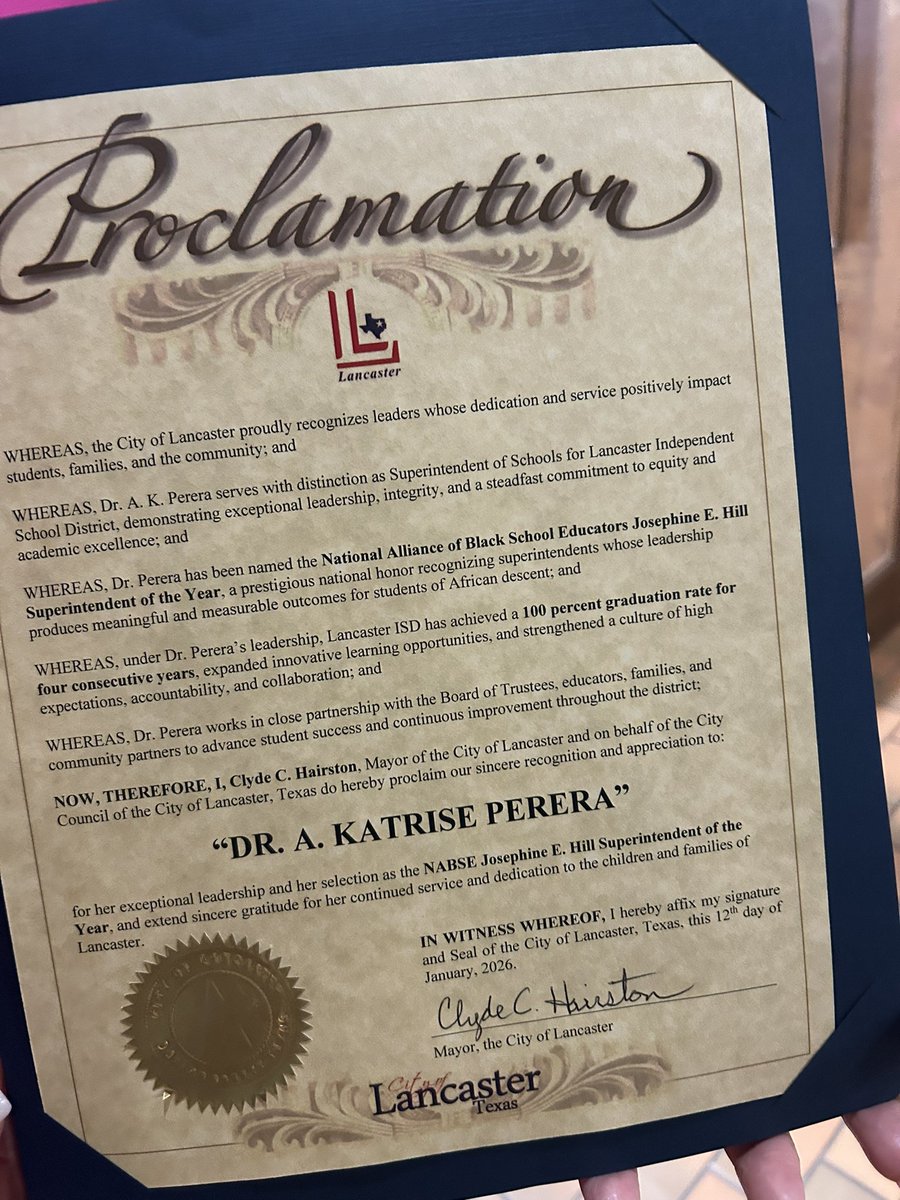 Proclamation
Lancaster
WHEREAS, the City of Lancaster proudly recognizes leaders whose dedication and service positively impact
students, families, and the community; and
WHEREAS, Dr. A. K. Perera serves with distinction as Superintendent of Schools for Lancaster Independent
School District, demonstrating exceptional leadership, integrity, and a steadfast commitment to equity and
academic excellence; and
WHEREAS, Dr. Perera has been named the National Alliance of Black School Educators Josephine E. Hill
Superintendent of the Year, a prestigious national honor recognizing superintendents whose leadership
produces meaningful and measurable outcomes for students of African descent; and
WHEREAS, under Dr. Perera's leadership, Lancaster ISD has achieved a 100 percent graduation rate for
four consecutive years, expanded innovative learning opportunities, and strengthened a culture of high
expectations, accountability, and collaboration; and
WHEREAS, Dr. Perera works in close partnership with the Board of Trustees, educators, families, and
community partners to advance student success and continuous improvement throughout the district;
NOW, THEREFORE, I, Clyde C. Hairston, Mayor of the City of Lancaster and on behalf of the City
Council of the City of Lancaster, Texas do hereby proclaim our sincere recognition and appreciation to:
“DR. A. KATRISE PERERA”
for her exceptional leadership and her selection as the NABSE Josephine E. Hill Superintendent of the
Year, and extend sincere gratitude for her continued service and dedication to the children and families of
Lancaster.
IN WITNESS WHEREOF, I hereby affix my signature
and Seal of the City of Lancaster, Texas, this 12th day of
January, 2026.
Clyde C. Hairston
Mayor, the City of Lancaster
City of
Lancaster
Texas